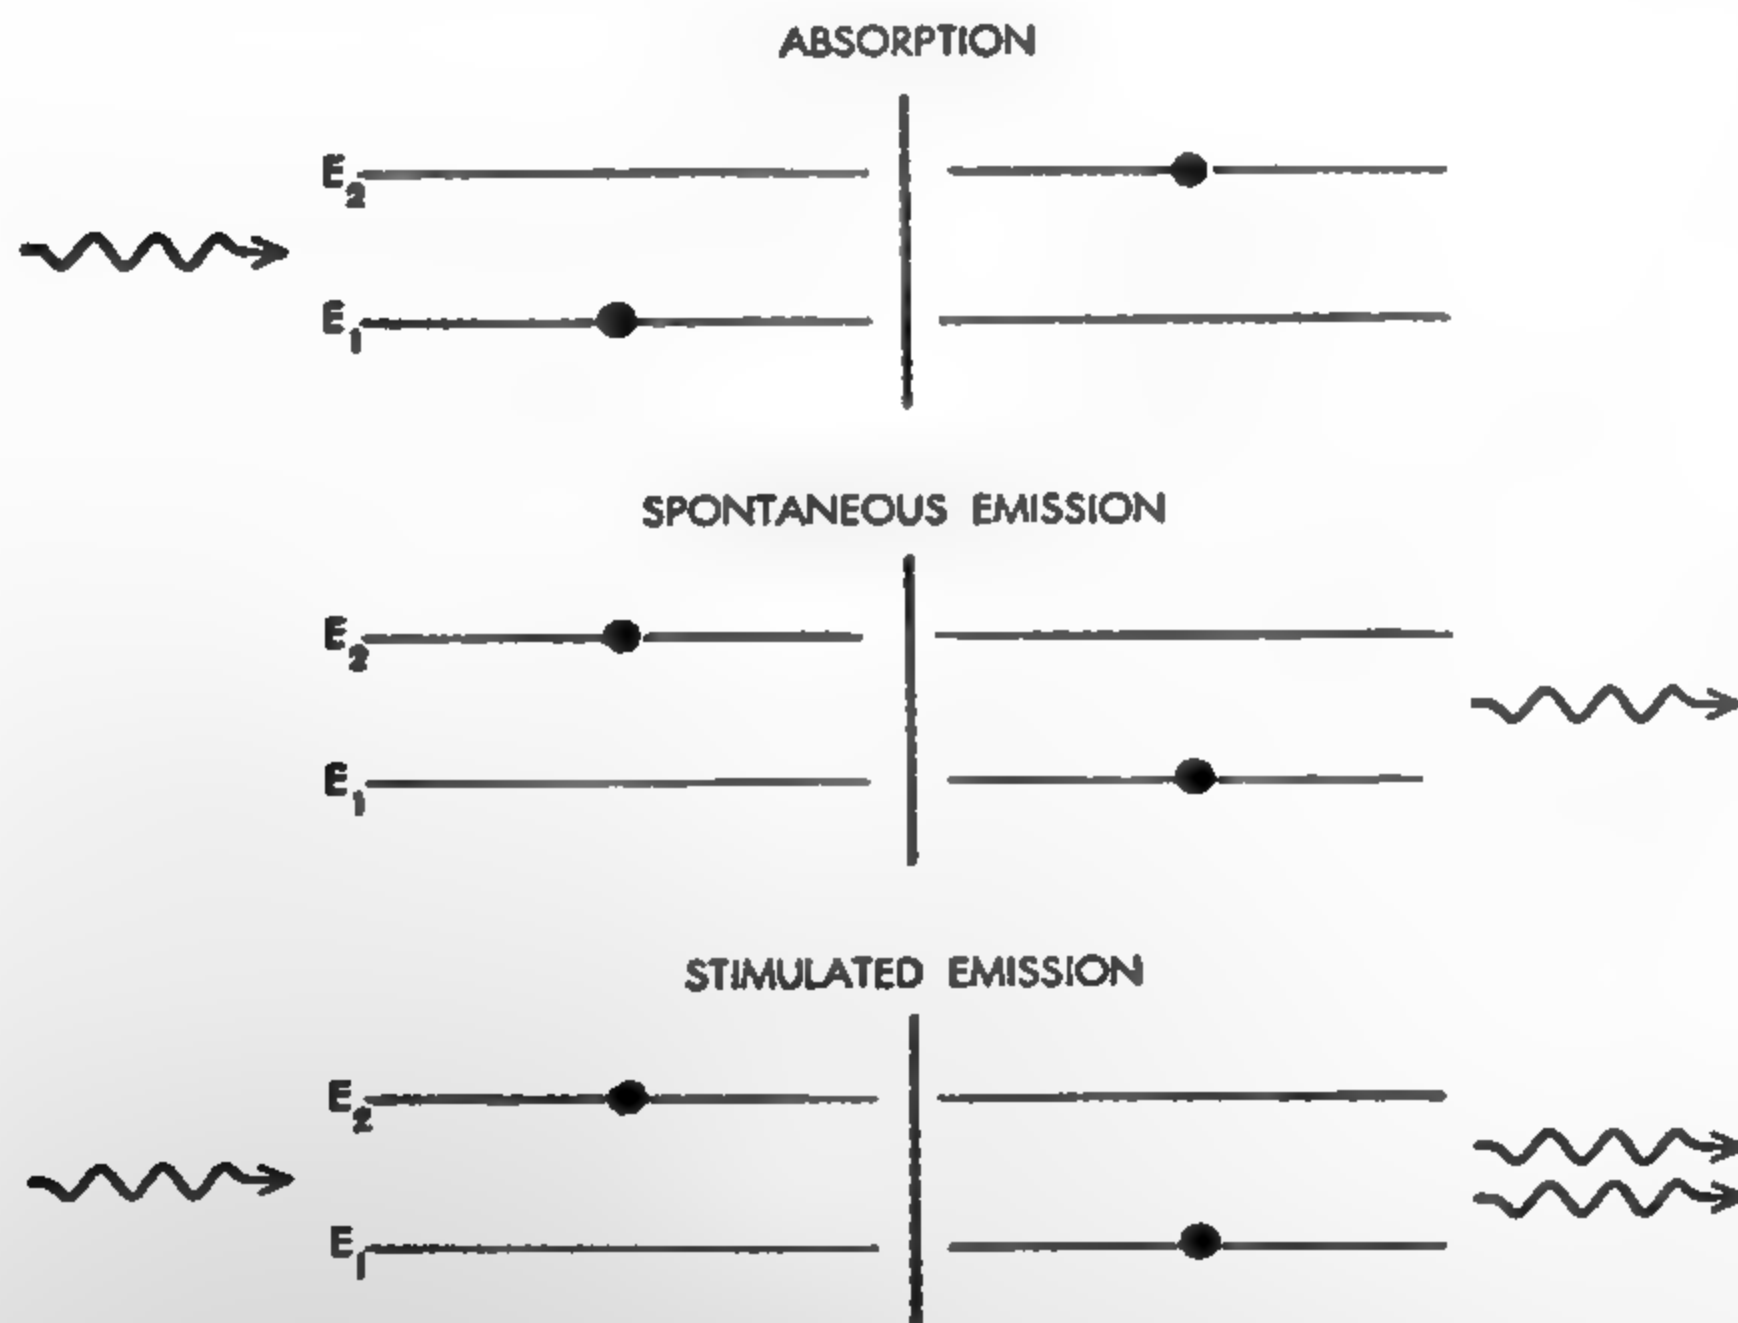 ABSORPTION
E2
E1
SPONTANEOUS EMISSION
E2
E1
STIMULATED EMISSION
E2
E1